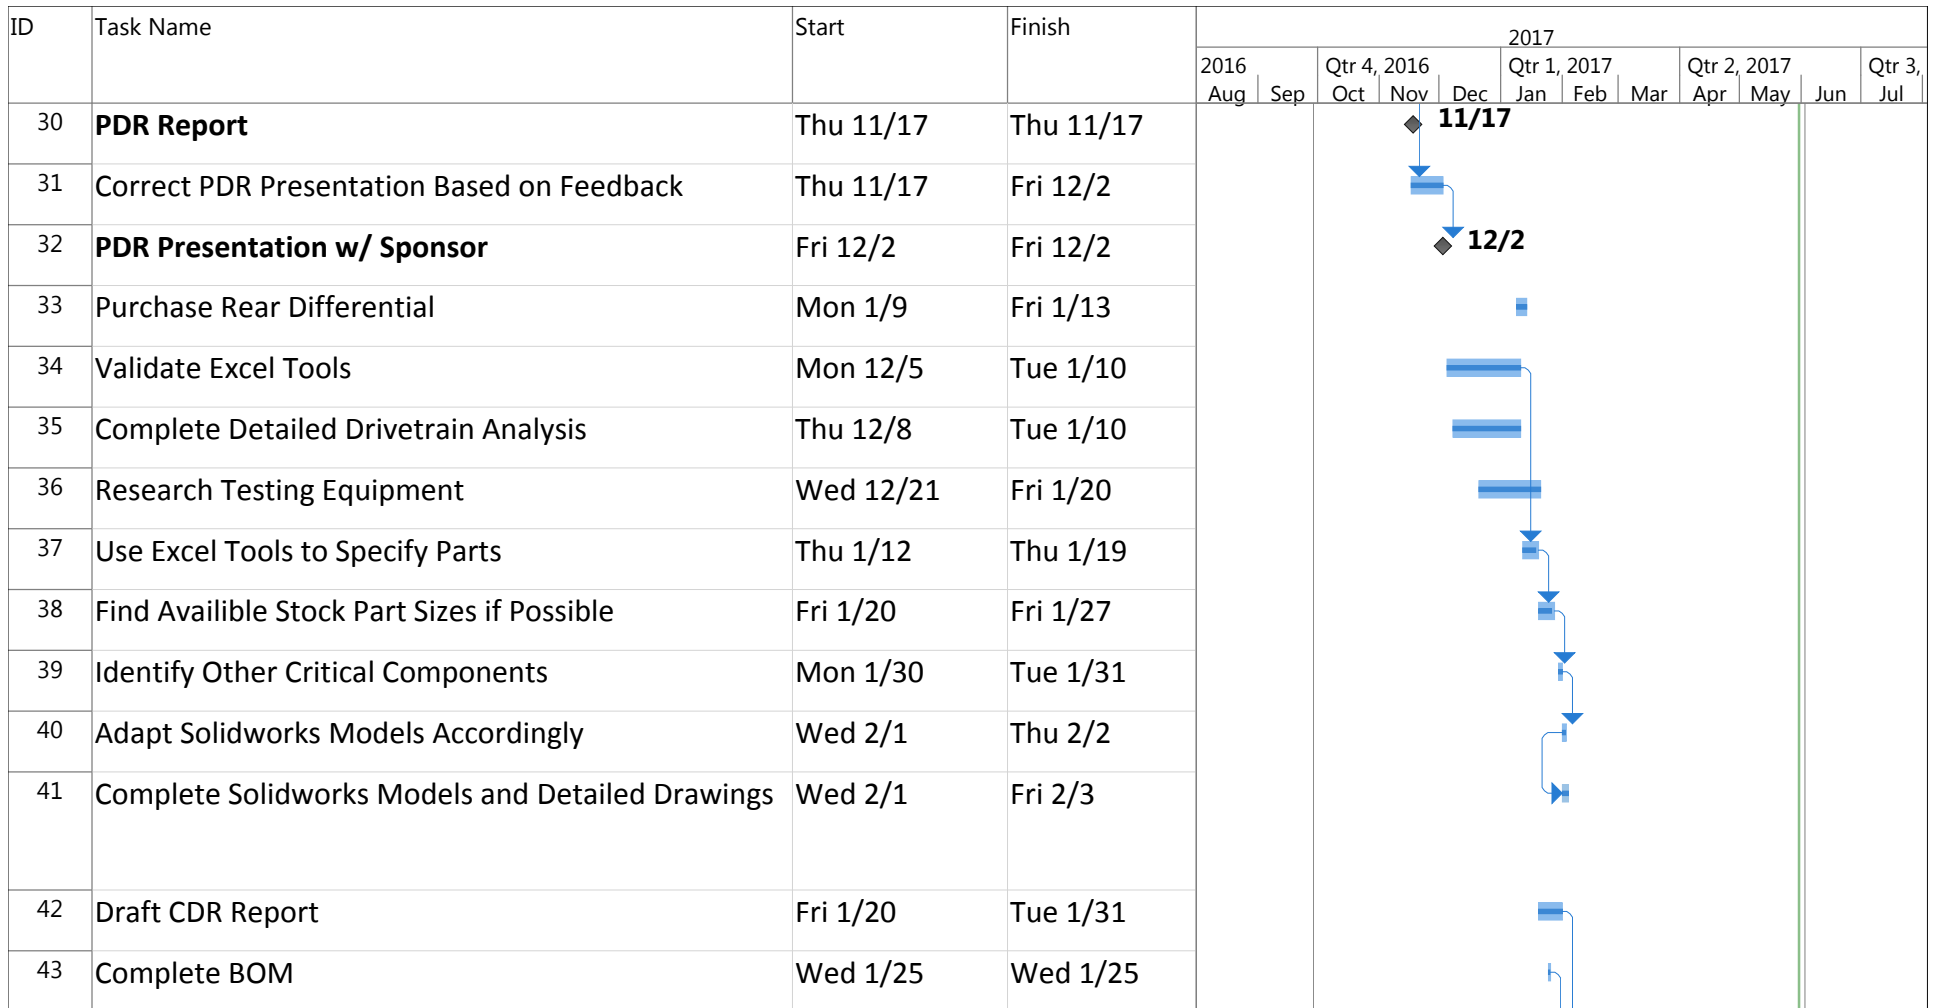 ID Task Name Start Finish
2017
2016 Qtr 4, 2016 Qtr 1, 2017 Qtr 2, 2017 Qtr 3,
Aug Sep Oct Nov Dec Jan Feb Mar Apr May Jun Jul
30 PDR Report Thu 11/17 Thu 11/17 11/17
31 Correct PDR Presentation Based on Feedback Thu 11/17 Fri 12/2
32 PDR Presentation w/ Sponsor Fri 12/2 Fri 12/2 12/2
33 Purchase Rear Differential Mon 1/9 Fri 1/13
34 Validate Excel Tools Mon 12/5 Tue 1/10
35 Complete Detailed Drivetrain Analysis Thu 12/8 Tue 1/10
36 Research Testing Equipment Wed 12/21 Fri 1/20
37 Use Excel Tools to Specify Parts Thu 1/12 Thu 1/19
38 Find Availible Stock Part Sizes if Possible Fri 1/20 Fri 1/27
39 Identify Other Critical Components Mon 1/30 Tue 1/31
40 Adapt Solidworks Models Accordingly Wed 2/1 Thu 2/2
41 Complete Solidworks Models and Detailed Drawings Wed 2/1 Fri 2/3
42 Draft CDR Report Fri 1/20 Tue 1/31
43 Complete BOM Wed 1/25 Wed 1/25